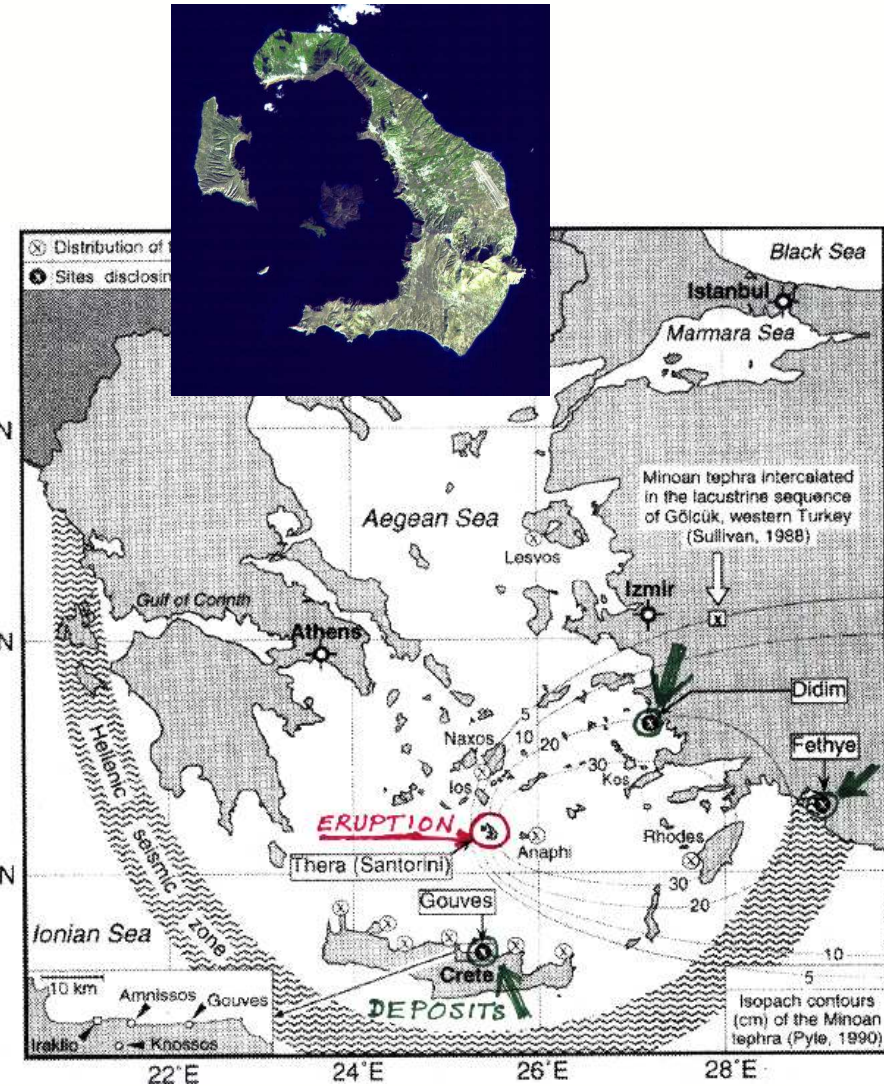 Distribution of
Sites disclosin
Black Sea
Istanbul
Marmara Sea
N
Minoan tephra intercalated
in the lacustrine sequence
of Gölcük, western Turkey
(Sullivan, 1988)
Aegean Sea
Lesvos
Izmir
x
Gulf of Corinth
Athens
N
Didim
5
10
20
30
Naxos
Fethye
Kos
Ios
ERUPTION
Anaphi
Rhodes
Thera (Santorini)
N
30
20
Hellenic seismic zone
Gouves
Ionian Sea
10
5
Crete
DEPOSITS
10 km
Amnissos
Gouves
Iraklio
Knossos
Isopach contours
(cm) of the Minoan
tephra (Pyle, 1990)
22°E
24°E
26°E
28°E